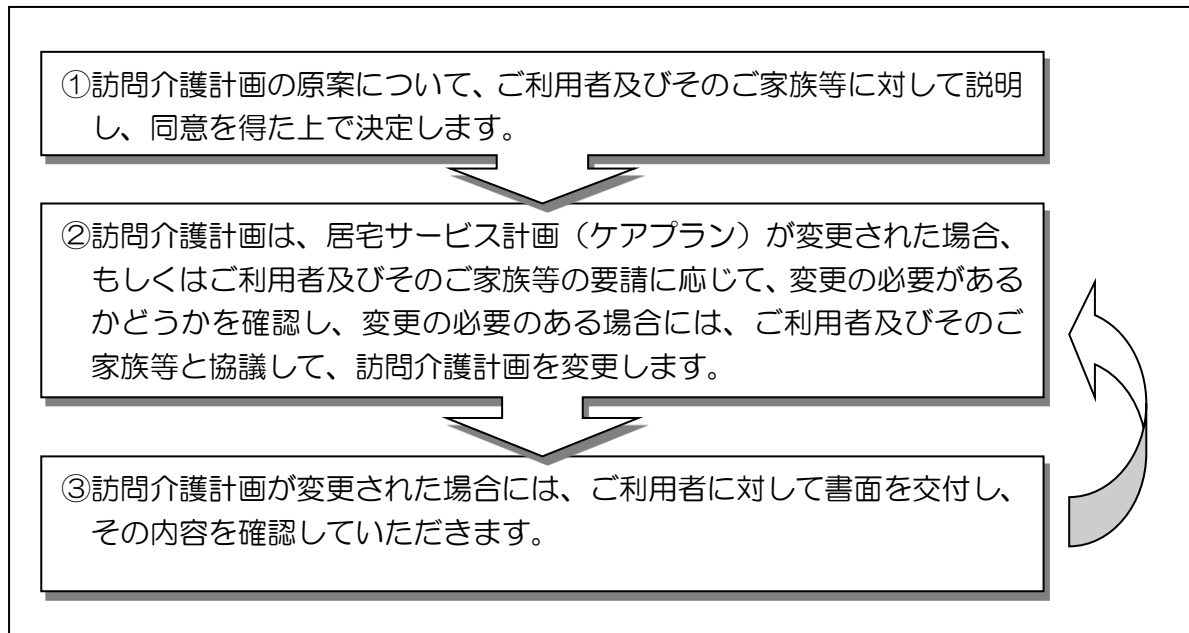 ①訪問介護計画の原案について、ご利用者及びそのご家族等に対して説明
し、同意を得た上で決定します。
②訪問介護計画は、居宅サービス計画（ケアプラン）が変更された場合、
もしくはご利用者及びそのご家族等の要請に応じて、変更の必要がある
かどうかを確認し、変更の必要のある場合には、ご利用者及びそのご
家族等と協議して、訪問介護計画を変更します。
③訪問介護計画が変更された場合には、ご利用者に対して書面を交付し、
その内容を確認していただきます。